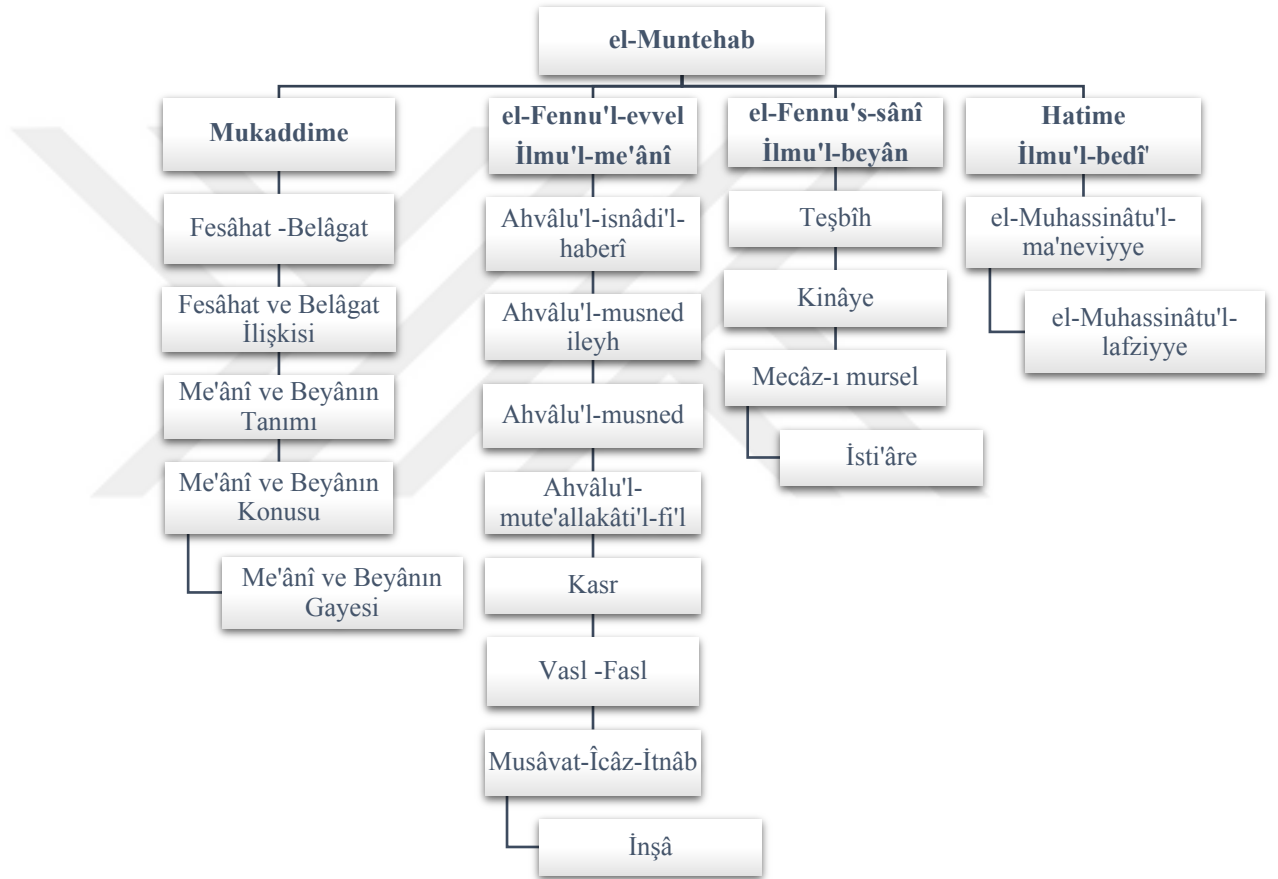 el-Muntehab
Mukaddime
Fesâhat -Belâgat
Fesâhat ve Belâgat
İlişkisi
Me'ânî ve Beyânın
Tanımı
Me'ânî ve Beyânın
Konusu
Me'ânî ve Beyânın
Gayesi
el-Fennu'l-evvel
İlmu'l-me'ânî
Ahvâlu'l-isnâdi'l-
haberî
Ahvâlu'l-musned
ileyh
Ahvâlu'l-musned
Ahvâlu'l-
mute'allakâti'l-fi'l
Kasr
Vasl -Fasl
Musâvat-Îcâz-İtnâb
İnşâ
el-Fennu's-sânî
İlmu'l-beyân
Teşbîh
Kinâye
Mecâz-ı mursel
İsti'âre
Hatime
İlmu'l-bedî'
el-Muhassinâtu'l-
ma'neviyye
el-Muhassinâtu'l-
lafziyye